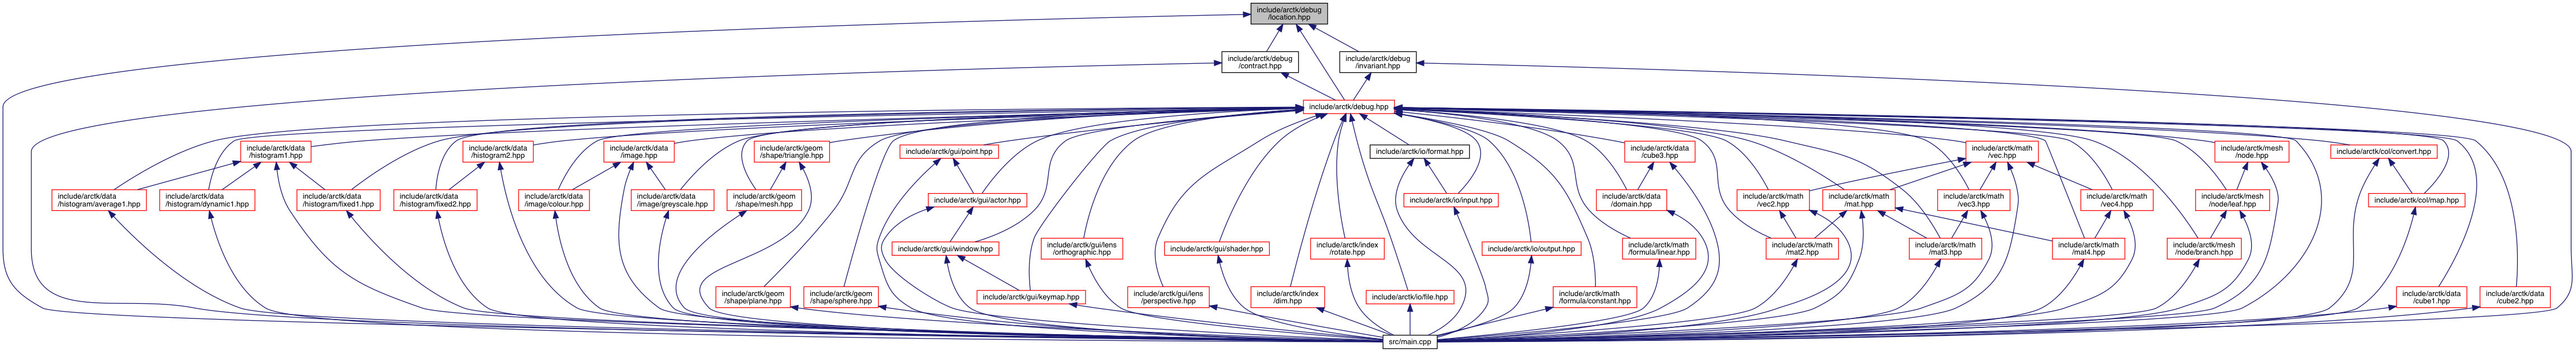 include/arctk/debug
/location.hpp
include/arctk/debug
/contract.hpp
include/arctk/debug
/invariant.hpp
include/arctk/debug.hpp
include/arctk/data
/histogram1.hpp
include/arctk/data
/histogram2.hpp
include/arctk/data
/image.hpp
include/arctk/geom
/shape/triangle.hpp
include/arctk/gui/point.hpp
include/arctk/io/format.hpp
include/arctk/data
/cube3.hpp
include/arctk/math
/vec.hpp
include/arctk/mesh
/node.hpp
include/arctk/col/convert.hpp
include/arctk/data
/histogram/average1.hpp
include/arctk/data
/histogram/dynamic1.hpp
include/arctk/data
/histogram/fixed1.hpp
include/arctk/data
/histogram/fixed2.hpp
include/arctk/data
/image/colour.hpp
include/arctk/data
/image/greyscale.hpp
include/arctk/geom
/shape/mesh.hpp
include/arctk/gui/actor.hpp
include/arctk/io/input.hpp
include/arctk/data
/domain.hpp
include/arctk/math
/vec2.hpp
include/arctk/math
/mat.hpp
include/arctk/math
/vec3.hpp
include/arctk/math
/vec4.hpp
include/arctk/mesh
/node/leaf.hpp
include/arctk/col/map.hpp
include/arctk/gui/window.hpp
include/arctk/gui/lens
/orthographic.hpp
include/arctk/gui/shader.hpp
include/arctk/index
/rotate.hpp
include/arctk/io/output.hpp
include/arctk/math
/formula/linear.hpp
include/arctk/math
/mat2.hpp
include/arctk/math
/mat3.hpp
include/arctk/math
/mat4.hpp
include/arctk/mesh
/node/branch.hpp
include/arctk/geom
/shape/plane.hpp
include/arctk/geom
/shape/sphere.hpp
include/arctk/gui/keymap.hpp
include/arctk/gui/lens
/perspective.hpp
include/arctk/index
/dim.hpp
include/arctk/io/file.hpp
include/arctk/math
/formula/constant.hpp
include/arctk/data
/cube1.hpp
include/arctk/data
/cube2.hpp
src/main.cpp